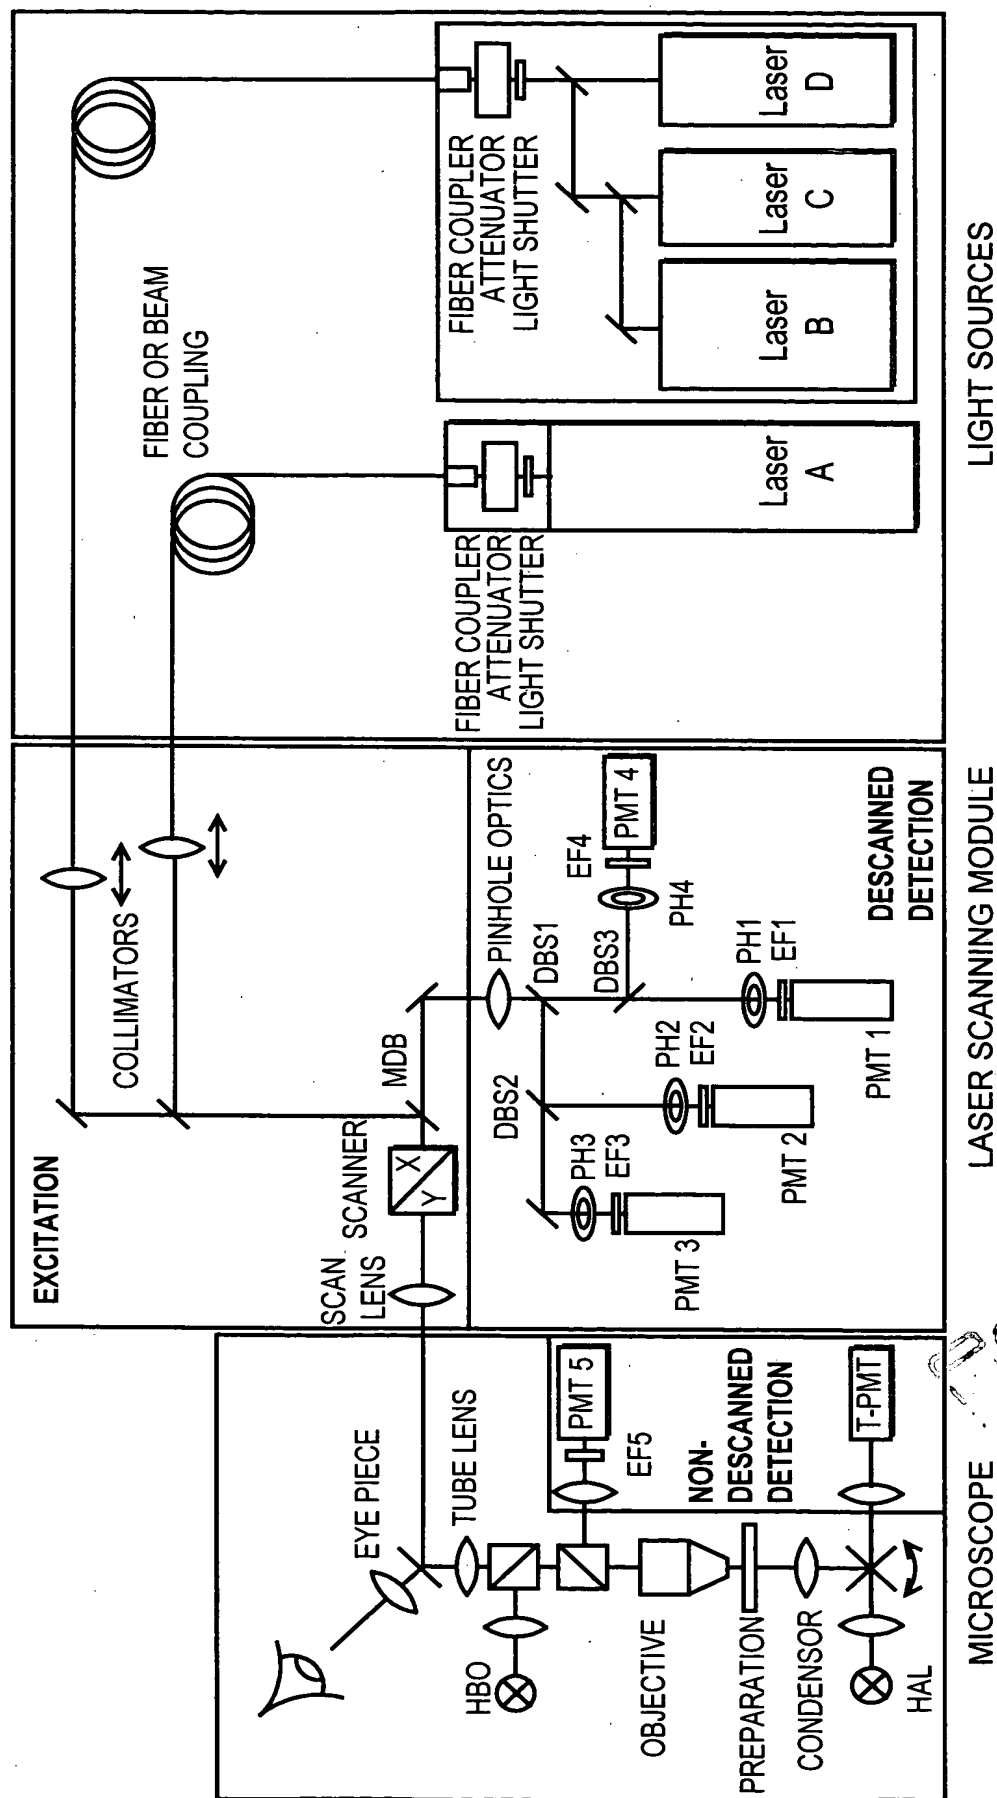 EYE PIECE
TUBE LENS
HBO
OBJECTIVE
PREPARATION
CONDENSOR
HAL
PMT 5
EF5
NON-
DESCANNED
DETECTION
T-PMT
MICROSCOPE
EXCITATION
COLLIMATORS
SCAN
LENS
SCANNER
X
Y
MDB
PINHOLE OPTICS
DBS1
DBS2
DBS3
PH3
EF3
PMT 3
PH2
EF2
PMT 2
PH1
EF1
PMT 1
EF4
PMT 4
PH4
DESCANNED
DETECTION
LASER SCANNING MODULE
FIBER OR BEAM
COUPLING
FIBER COUPLER
ATTENUATOR
LIGHT SHUTTER
Laser
A
FIBER COUPLER
ATTENUATOR
LIGHT SHUTTER
Laser
B
Laser
C
Laser
D
LIGHT SOURCES